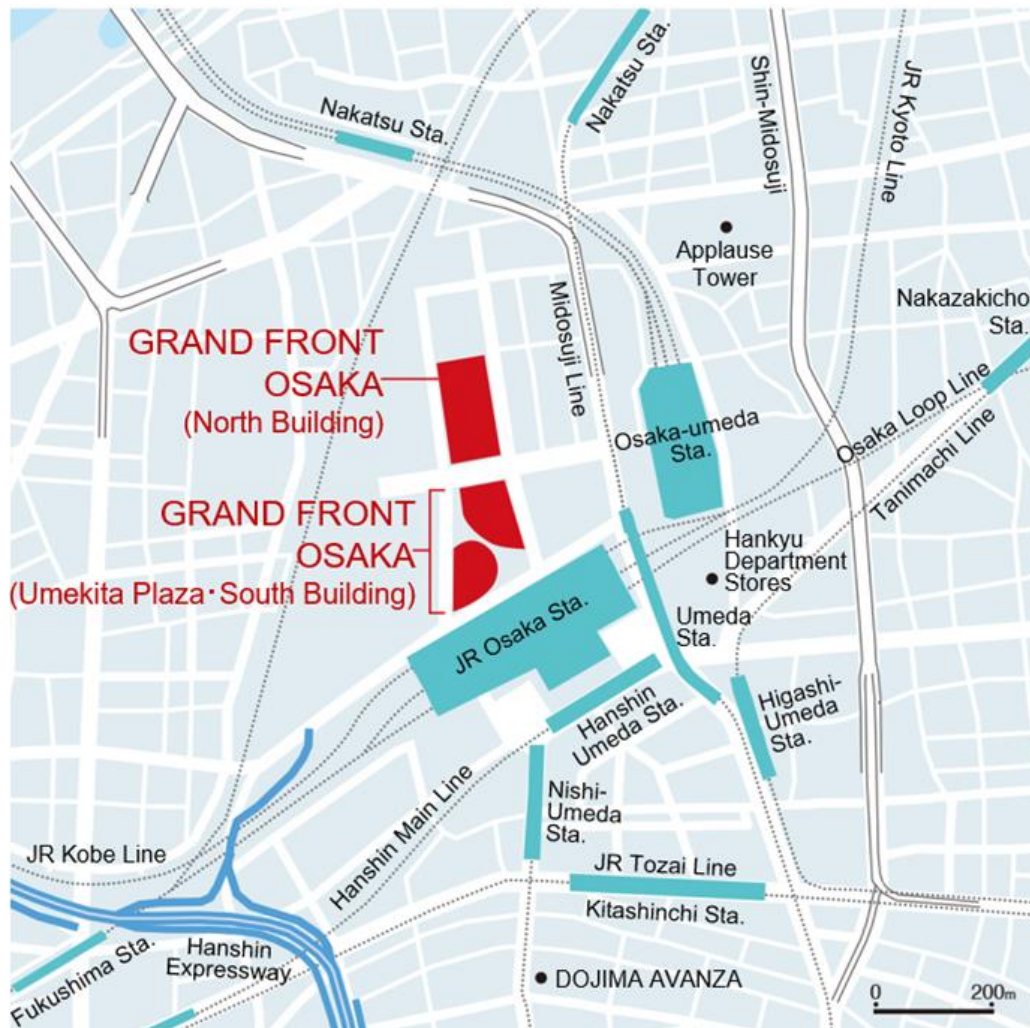 Nakatsu Sta.
Nakatsu Sta.
Shin-Midosuji
JR Kyoto Line
Applause
Tower
Nakazakicho
Sta.
Midosuji Line
GRAND FRONT
OSAKA
(North Building)
Osaka-umeda
Sta.
Osaka Loop Line
Tanimachi Line
GRAND FRONT
OSAKA
(Umekita Plaza・South Building)
Hankyu
Department
Stores
JR Osaka Sta.
Umeda
Sta.
Hanshin
Umeda Sta.
Higashi-
Umeda
Sta.
Nishi-
Umeda
Sta.
Hanshin Main Line
JR Kobe Line
JR Tozai Line
Kitashinchi Sta.
Fukushima Sta.
Hanshin
Expressway
DOJIMA AVANZA
0 200m